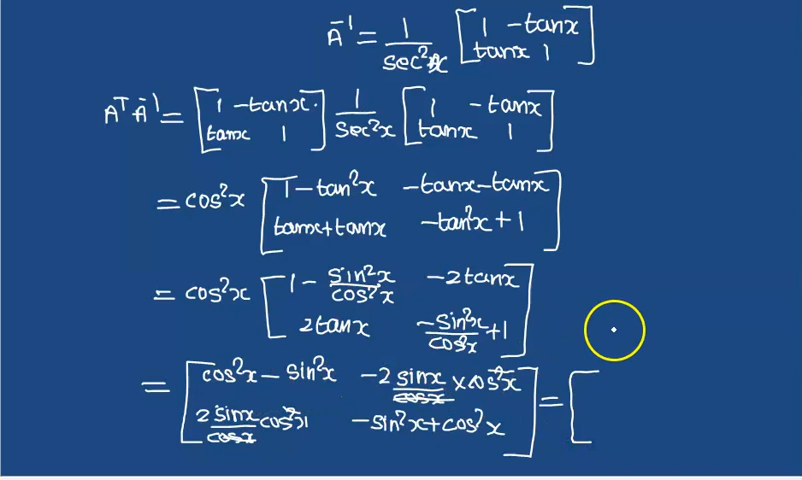 A⁻¹ = 1/sec²x [1 -tanx
tanx 1]
Aᵀ A⁻¹ = [1 -tanx. tanx 1] 1/sec²x [1 -tanx tanx 1]
= cos²x [1-tan²x -tanx-tanx
tanx+tanx -tan²x+1]
= cos²x [1 - sin²x/cos²x -2tanx
2tanx -sin²x/cos²x +1]
= [cos²x - sin²x -2 sinx/cosx × cos²x
2 sinx/cosx cos²x -sin²x + cos²x] = [